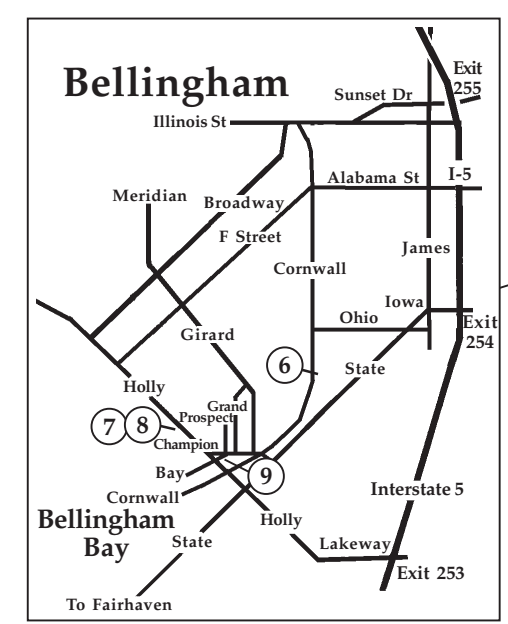 Bellingham
Exit
255
Sunset Dr
Illinois St
Alabama St
I-5
Meridian
Broadway
F Street
James
Cornwall
Iowa
Ohio
Exit
254
Girard
6
State
Holly
Grand
Prospect
7
8
Champion
Bay
9
Cornwall
Interstate 5
Bellingham
Bay
Holly
State
Lakeway
Exit 253
To Fairhaven